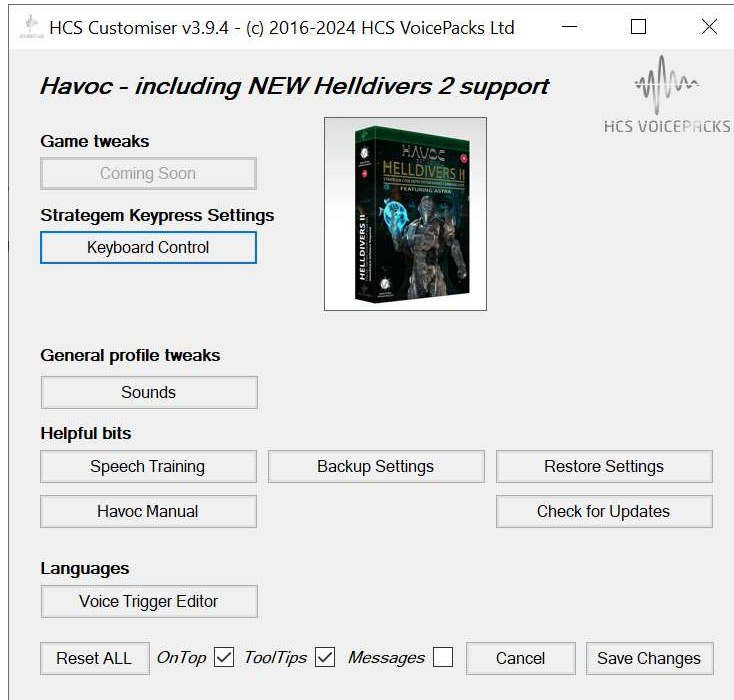 HCS Customiser v3.9.4 - (c) 2016-2024 HCS VoicePacks Ltd
Havoc - including NEW Helldivers 2 support
HCS VOICEPACKS
Game tweaks
Coming Soon
HAVOC
HELLDIVERS II
FEATURING ASTRA
HELLDIVERS II
Strategem Keypress Settings
Keyboard Control
General profile tweaks
Sounds
Helpful bits
Speech Training
Backup Settings
Restore Settings
Havoc Manual
Check for Updates
Languages
Voice Trigger Editor
Reset ALL
OnTop
ToolTips
Messages
Cancel
Save Changes